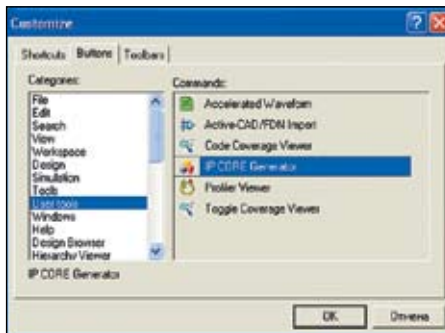 Customize
Shortcuts Buttons Toolbars
Categories:
File
Edit
Search
View
Workspace
Design
Simulation
Tools
User tools
Windows
Help
Design Browser
Hierarchy Viewer
Commands:
Accelerated Waveform
Active-CAD/FDN Import
Code Coverage Viewer
IP CORE Generator
Profiler Viewer
Toggle Coverage Viewer
IP CORE Generator
OK Отмена